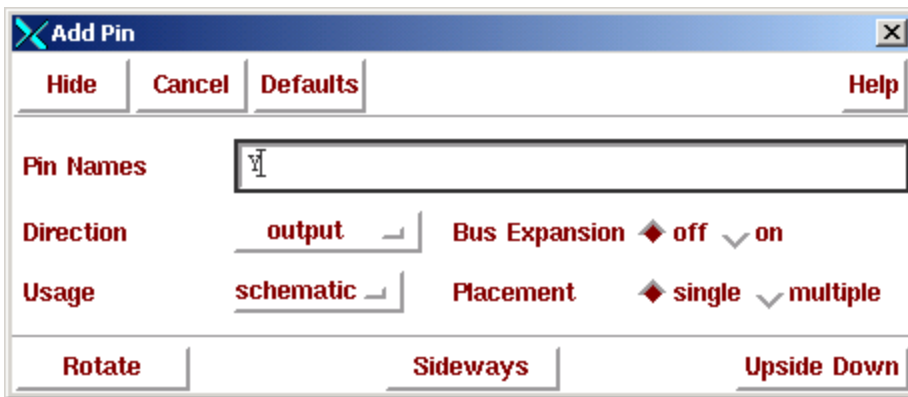 Add Pin
Hide Cancel Defaults Help
Pin Names Y
Direction output Bus Expansion off on
Usage schematic Placement single multiple
Rotate Sideways Upside Down